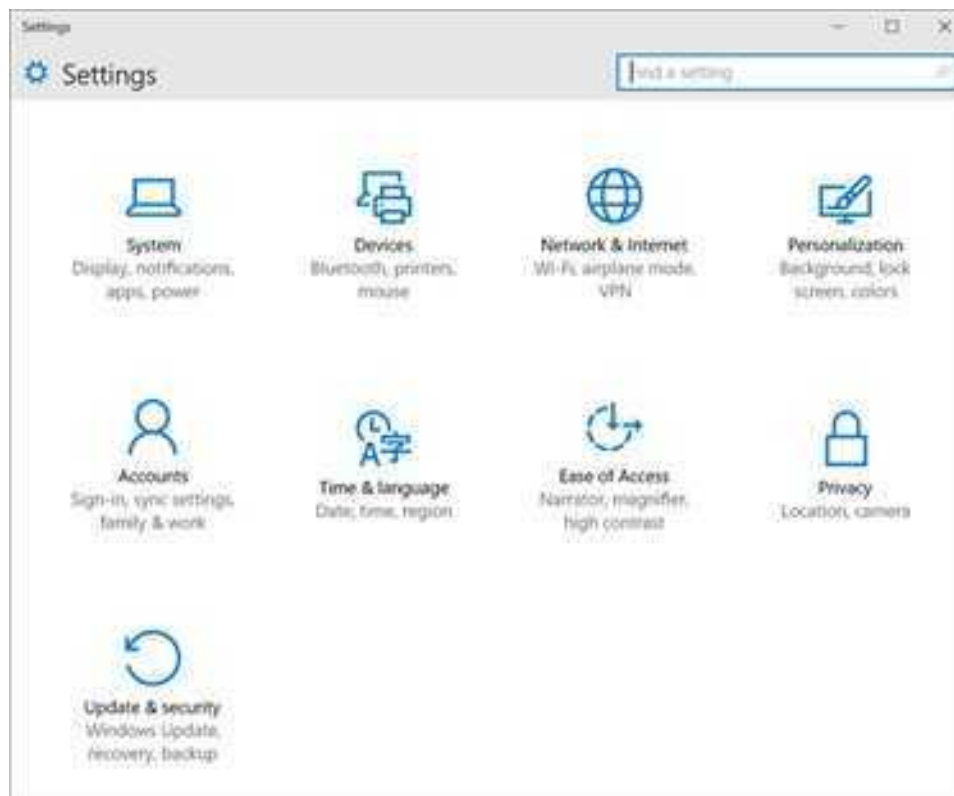 Settings
Settings
Find a setting
System
Display, notifications,
apps, power
Devices
Bluetooth, printers,
mouse
Network & Internet
Wi-Fi, airplane mode,
VPN
Personalization
Background, lock
screen, colors
Accounts
Sign-in, sync settings,
family & work
Time & language
Date, time, region
Ease of Access
Narrator, magnifier,
high contrast
Privacy
Location, camera
Update & security
Windows Update,
recovery, backup